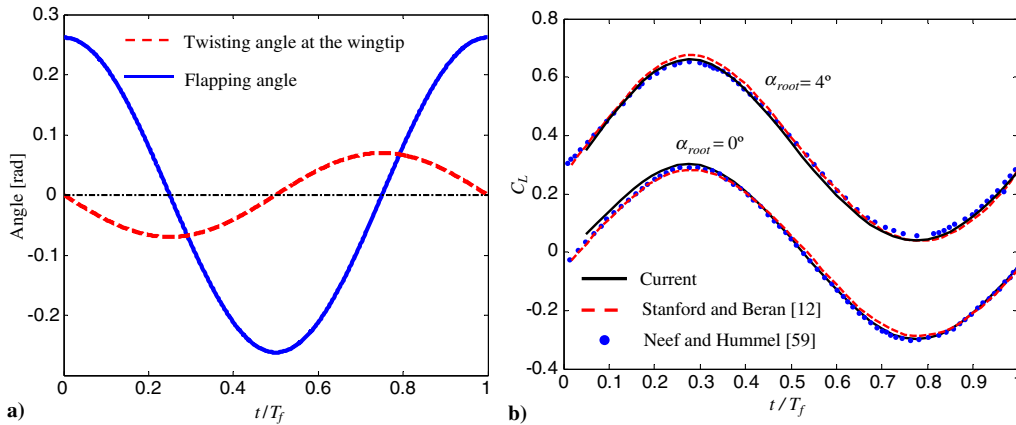 0.3
0.2
0.1
0
-0.1
-0.2
Angle [rad]
Twisting angle at the wingtip
Flapping angle
0 0.2 0.4 0.6 0.8 1
t/T_f
a)
0.8
0.6
0.4
0.2
0
-0.2
-0.4
C_L
α_root = 4º
α_root = 0º
Current
Stanford and Beran [12]
Neef and Hummel [59]
0 0.1 0.2 0.3 0.4 0.5 0.6 0.7 0.8 0.9 1
t/T_f
b)